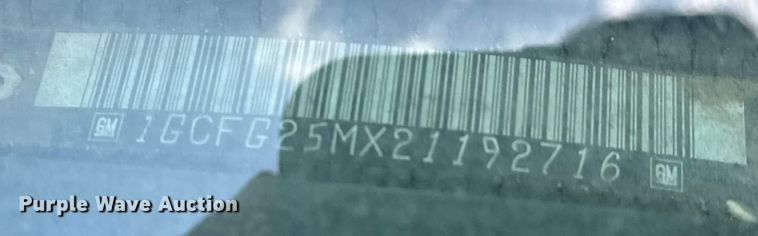 GM 1GCFG25MX21192716 GM
Purple Wave Auction